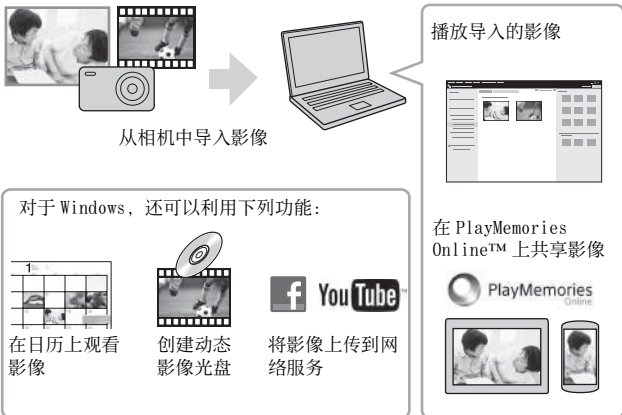 播放导入的影像
从相机中导入影像
对于 Windows，还可以利用下列功能：
1
在日历上观看
影像
创建动态
影像光盘
f You Tube
将影像上传到网
络服务
在 PlayMemories
Online™ 上共享影像
PlayMemories
Online